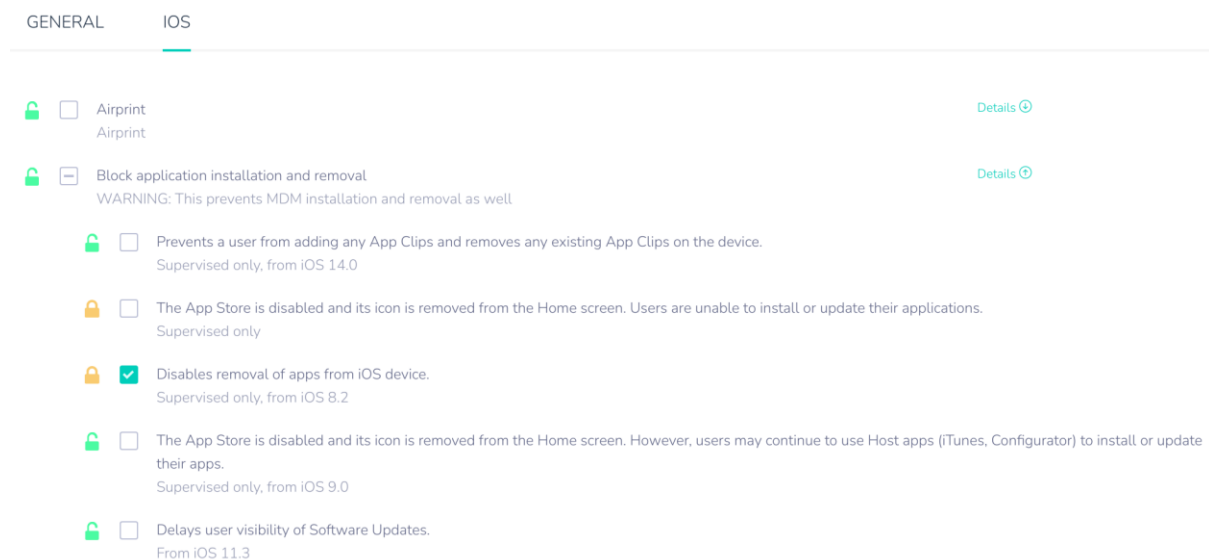 GENERAL IOS
Airprint Details
Airprint
Block application installation and removal Details
WARNING: This prevents MDM installation and removal as well
Prevents a user from adding any App Clips and removes any existing App Clips on the device.
Supervised only, from iOS 14.0
The App Store is disabled and its icon is removed from the Home screen. Users are unable to install or update their applications.
Supervised only
Disables removal of apps from iOS device.
Supervised only, from iOS 8.2
The App Store is disabled and its icon is removed from the Home screen. However, users may continue to use Host apps (iTunes, Configurator) to install or update
their apps.
Supervised only, from iOS 9.0
Delays user visibility of Software Updates.
From iOS 11.3